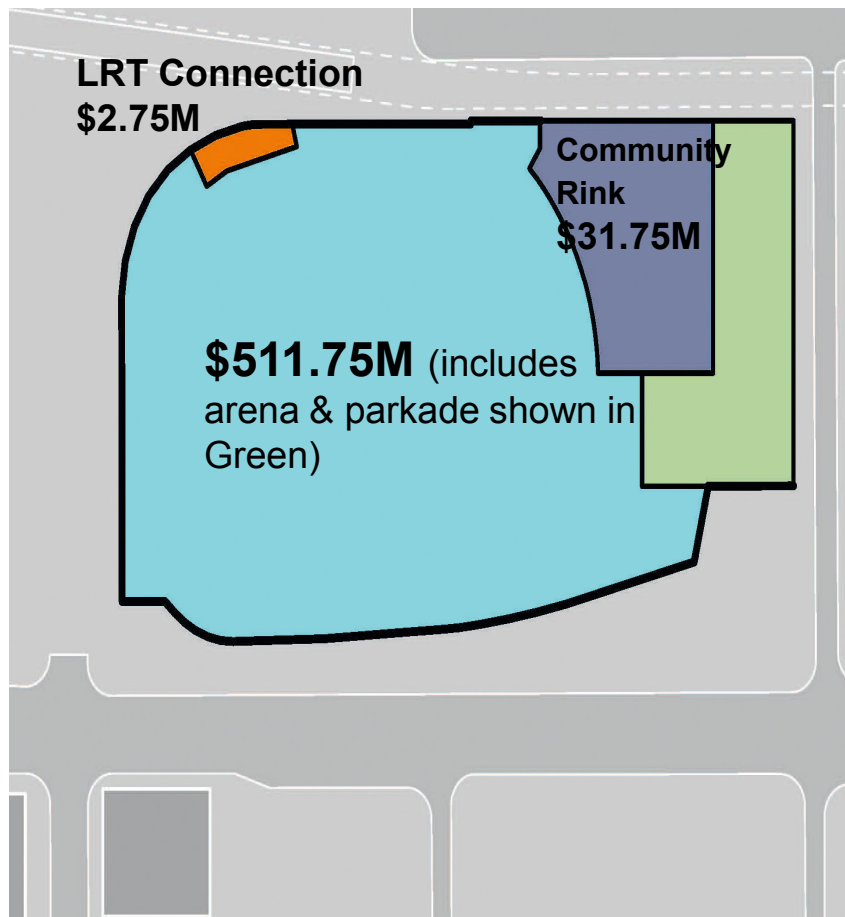 LRT Connection
$2.75M
Community
Rink
$31.75M
$511.75M (includes
arena & parkade shown in
Green)